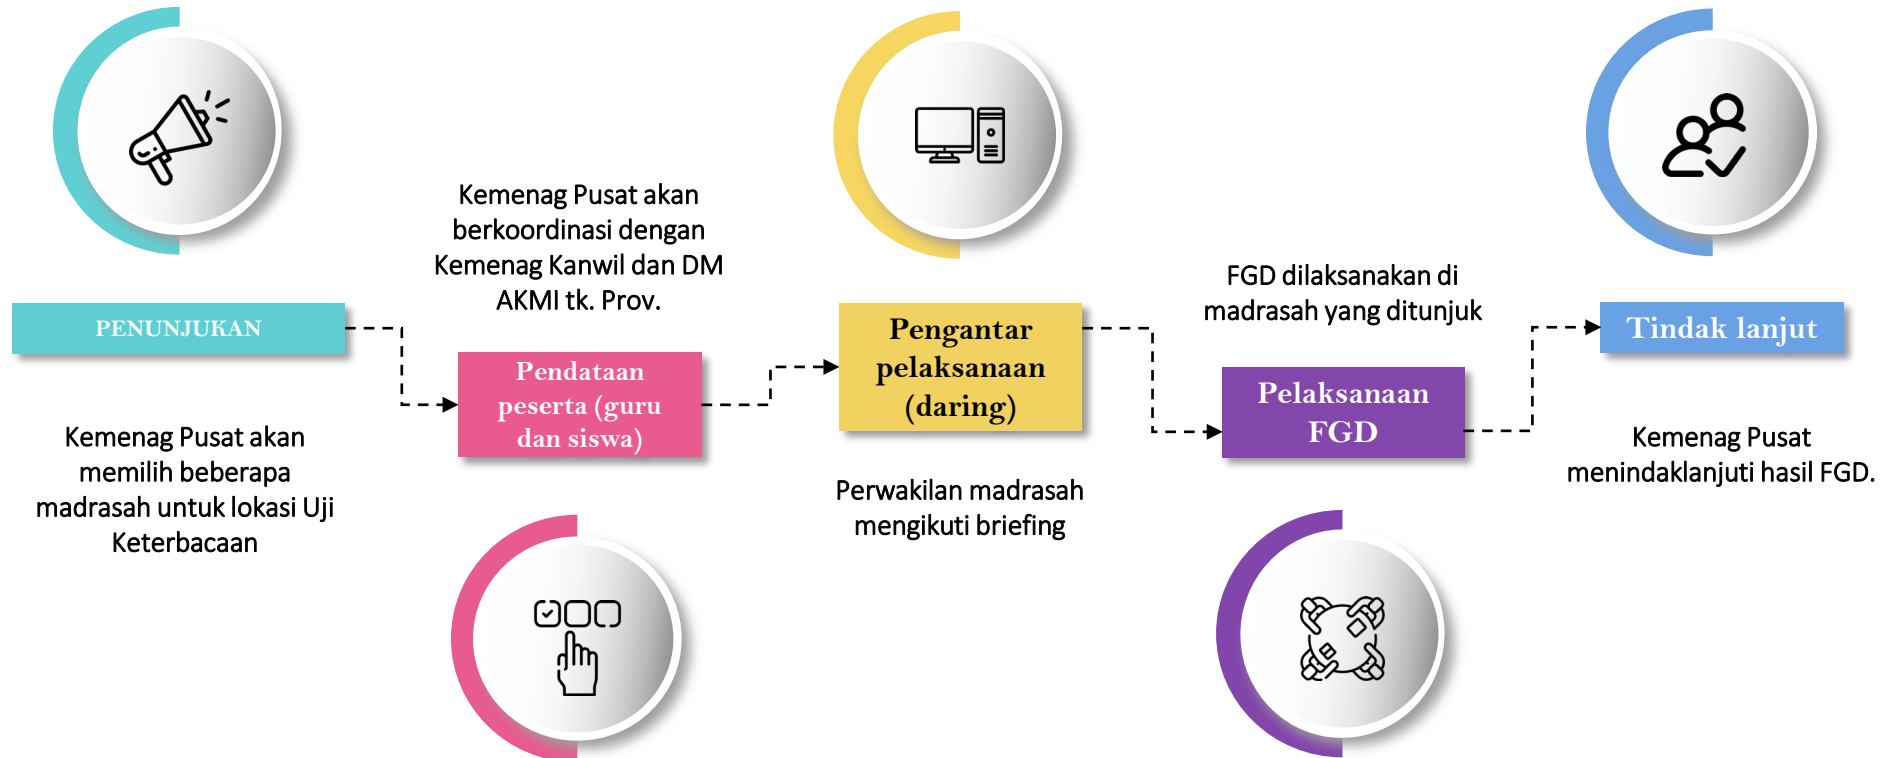 PENUNJUKAN
Kemenag Pusat akan
memilih beberapa
madrasah untuk lokasi Uji
Keterbacaan
Kemenag Pusat akan
berkoordinasi dengan
Kemenag Kanwil dan DM
AKMI tk. Prov.
Pendataan
peserta (guru
dan siswa)
Pengantar
pelaksanaan
(daring)
Perwakilan madrasah
mengikuti briefing
FGD dilaksanakan di
madrasah yang ditunjuk
Pelaksanaan
FGD
Tindak lanjut
Kemenag Pusat
menindaklanjuti hasil FGD.